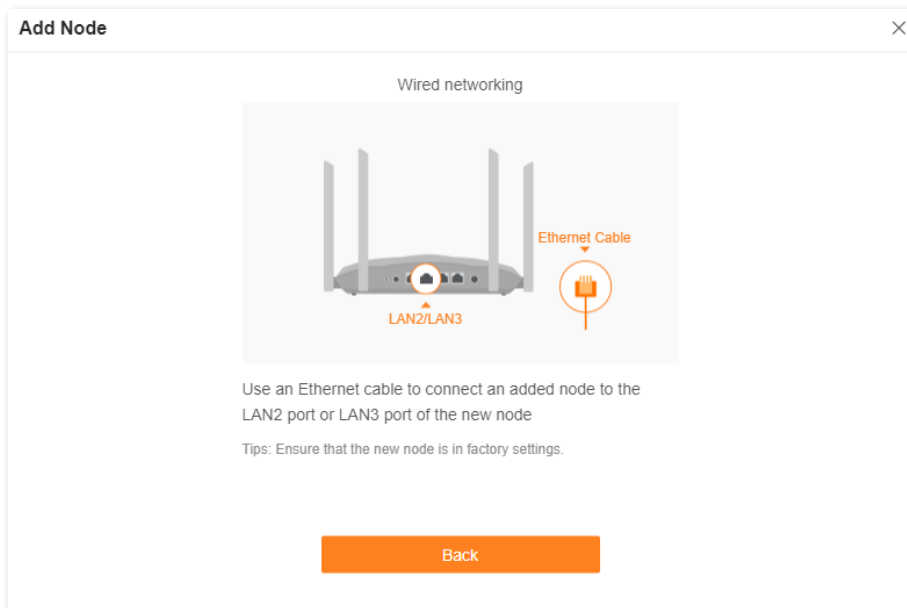 Add Node
Wired networking
Ethernet Cable
LAN2/LAN3
Use an Ethernet cable to connect an added node to the
LAN2 port or LAN3 port of the new node
Tips: Ensure that the new node is in factory settings.
Back